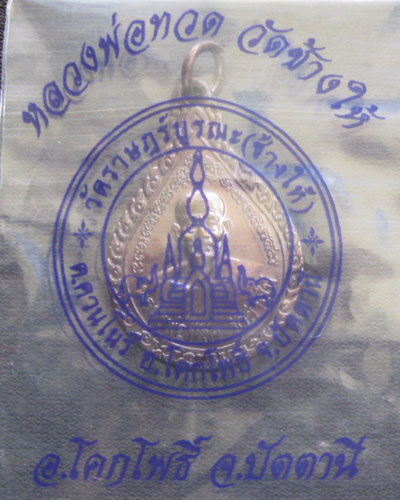 หลวงพ่อทวด วัดช้างให้
วัดราษฎร์บูรณะ(ช้างให้)
ต.ควนโนรี อ.โคกโพธิ์ จ.ปัตตานี
อ.โคกโพธิ์ จ.ปัตตานี